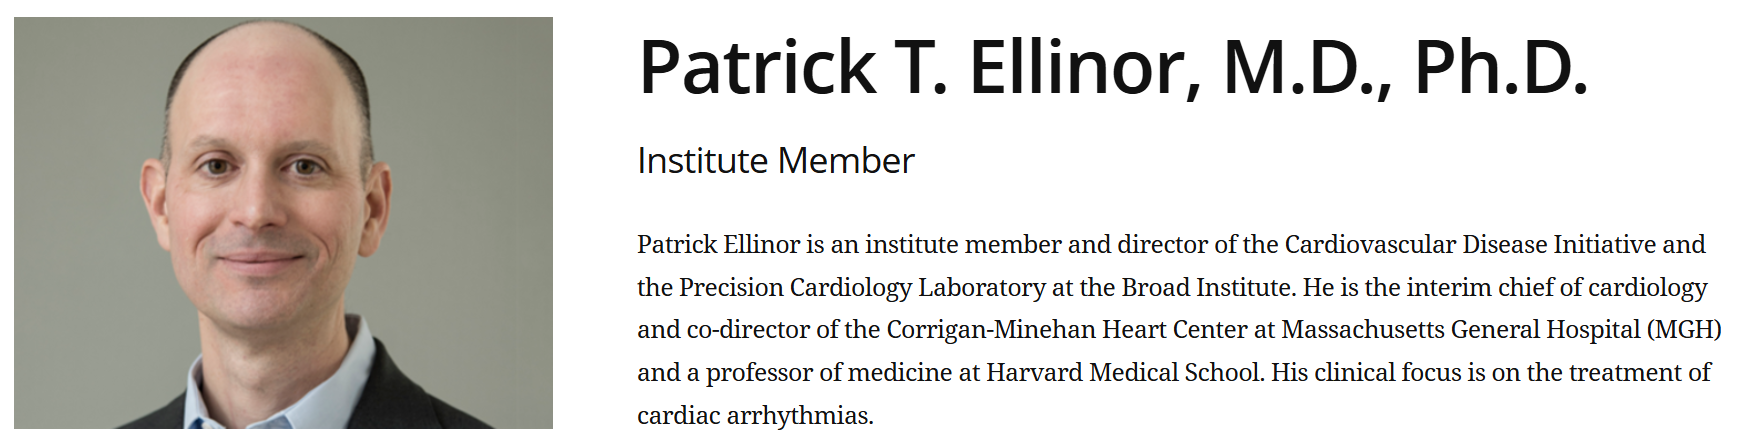 Patrick T. Ellinor, M.D., Ph.D.
Institute Member
Patrick Ellinor is an institute member and director of the Cardiovascular Disease Initiative and
the Precision Cardiology Laboratory at the Broad Institute. He is the interim chief of cardiology
and co-director of the Corrigan-Minehan Heart Center at Massachusetts General Hospital (MGH)
and a professor of medicine at Harvard Medical School. His clinical focus is on the treatment of
cardiac arrhythmias.